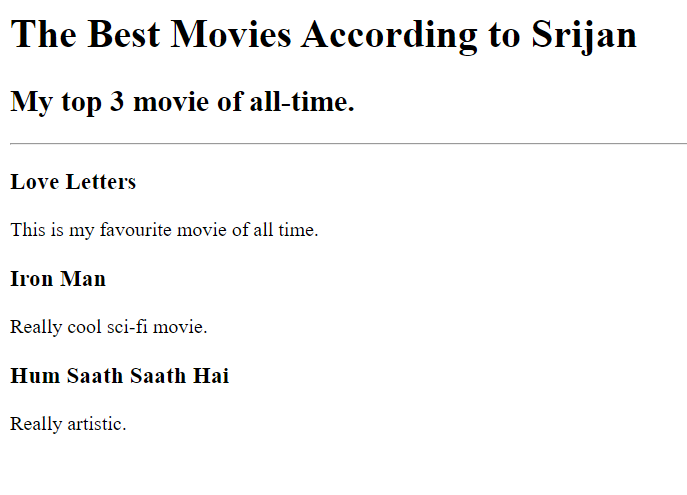 The Best Movies According to Srijan
My top 3 movie of all-time.
Love Letters
This is my favourite movie of all time.
Iron Man
Really cool sci-fi movie.
Hum Saath Saath Hai
Really artistic.